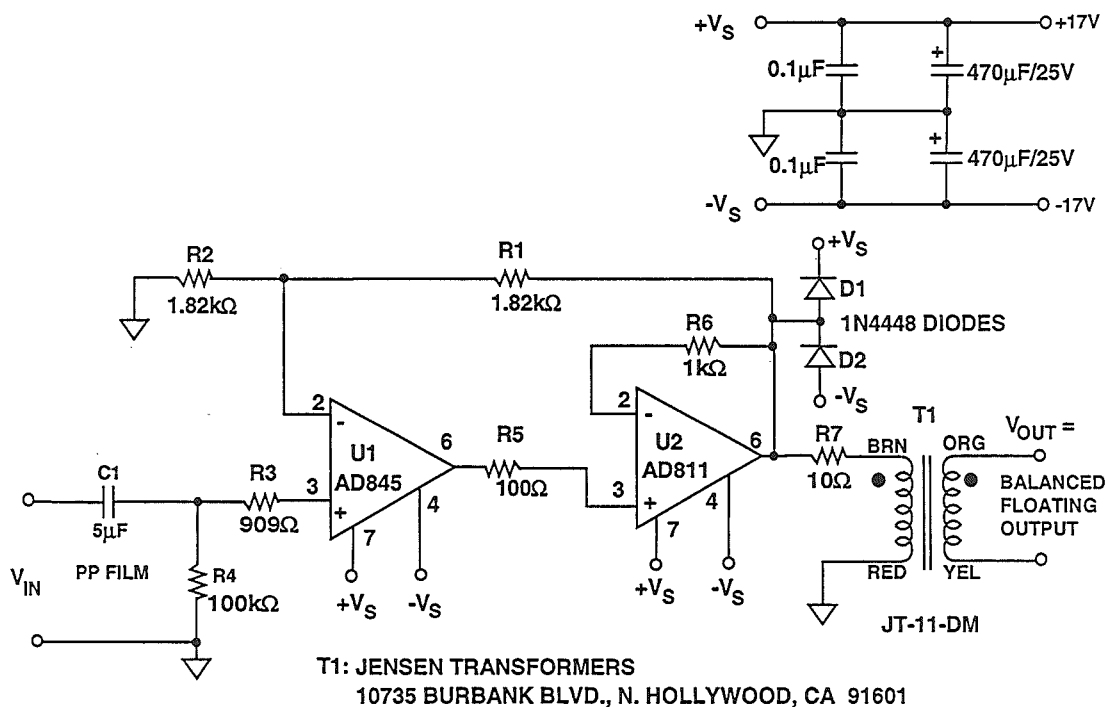 +VS
+17V
0.1µF
+
470µF/25V
0.1µF
+
470µF/25V
-VS
-17V
R2
1.82kΩ
R1
1.82kΩ
+VS
D1
1N4448 DIODES
D2
-VS
R6
1kΩ
2
-
U1
AD845
6
3
+
4
7
+VS
-VS
R5
100Ω
2
-
U2
AD811
6
3
+
4
7
+VS
-VS
C1
5µF
PP FILM
VIN
R3
909Ω
R4
100kΩ
R7
10Ω
T1
BRN
ORG
RED
YEL
VOUT =
BALANCED
FLOATING
OUTPUT
JT-11-DM
T1: JENSEN TRANSFORMERS
10735 BURBANK BLVD., N. HOLLYWOOD, CA 91601